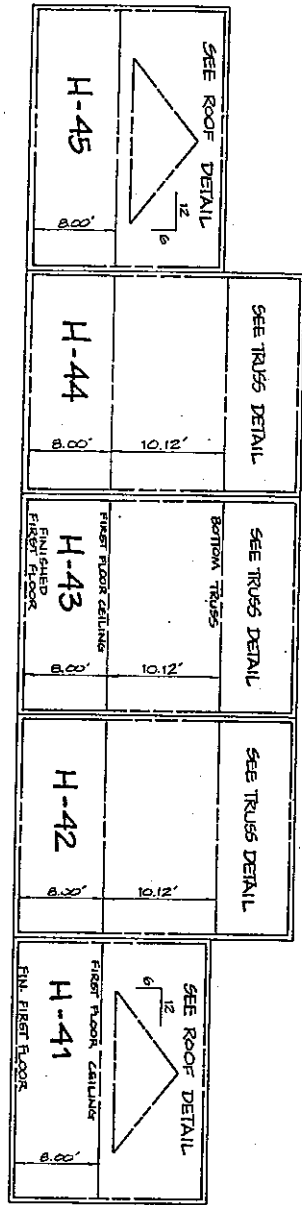 SEE ROOF DETAIL
12
6
H-45
8.00'
SEE TRUSS DETAIL
10.12'
H-44
8.00'
SEE TRUSS DETAIL
BOTTOM TRUSS
10.12'
FIRST FLOOR CEILING
H-43
8.00'
FINISHED
FIRST FLOOR
SEE TRUSS DETAIL
10.12'
H-42
8.00'
SEE ROOF DETAIL
12
6
FIRST FLOOR CEILING
H-41
8.00'
FIN. FIRST FLOOR